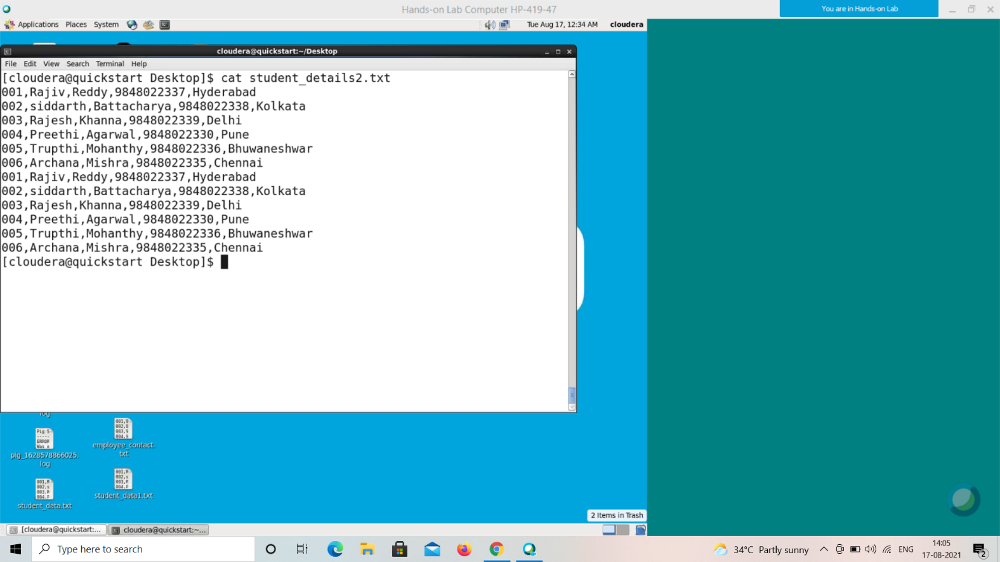 Hands-on Lab Computer HP-419-47
You are in Hands-on Lab
Applications Places System
Tue Aug 17, 12:34 AM cloudera
cloudera@quickstart:~/Desktop
File Edit View Search Terminal Help
[cloudera@quickstart Desktop]$ cat student_details2.txt
001,Rajiv,Reddy,9848022337,Hyderabad
002,siddarth,Battacharya,9848022338,Kolkata
003,Rajesh,Khanna,9848022339,Delhi
004,Preethi,Agarwal,9848022330,Pune
005,Trupthi,Mohanthy,9848022336,Bhuwaneshwar
006,Archana,Mishra,9848022335,Chennai
001,Rajiv,Reddy,9848022337,Hyderabad
002,siddarth,Battacharya,9848022338,Kolkata
003,Rajesh,Khanna,9848022339,Delhi
004,Preethi,Agarwal,9848022330,Pune
005,Trupthi,Mohanthy,9848022336,Bhuwaneshwar
006,Archana,Mishra,9848022335,Chennai
[cloudera@quickstart Desktop]$
log
Pig S
-----
ERROR
Was d
pig_1628578866025.
log
employee_contact.
txt
student_data.txt
student_data1.txt
2 Items in Trash
[cloudera@quickstart:...
cloudera@quickstart:~...
Type here to search
34°C Partly sunny
ENG
14:05
17-08-2021
2